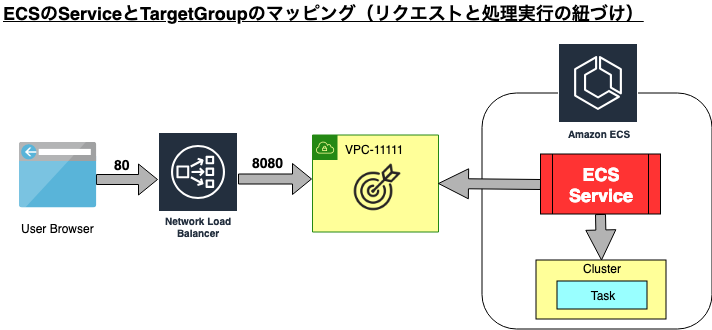 ECSのServiceとTargetGroupのマッピング（リクエストと処理実行の紐づけ）
Amazon ECS
80
8080
VPC-11111
ECS
Service
User Browser
Network Load
Balancer
Cluster
Task